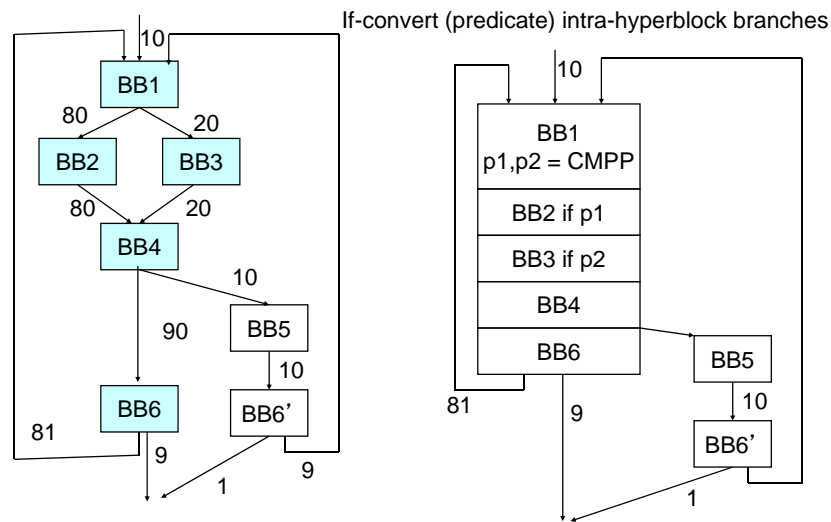 If-convert (predicate) intra-hyperblock branches
10
BB1
80
20
BB2
BB3
80
20
BB4
10
90
BB5
10
BB6
BB6’
81
9
1
9
10
BB1
p1,p2 = CMPP
BB2 if p1
BB3 if p2
BB4
BB6
BB5
81
9
10
BB6’
1